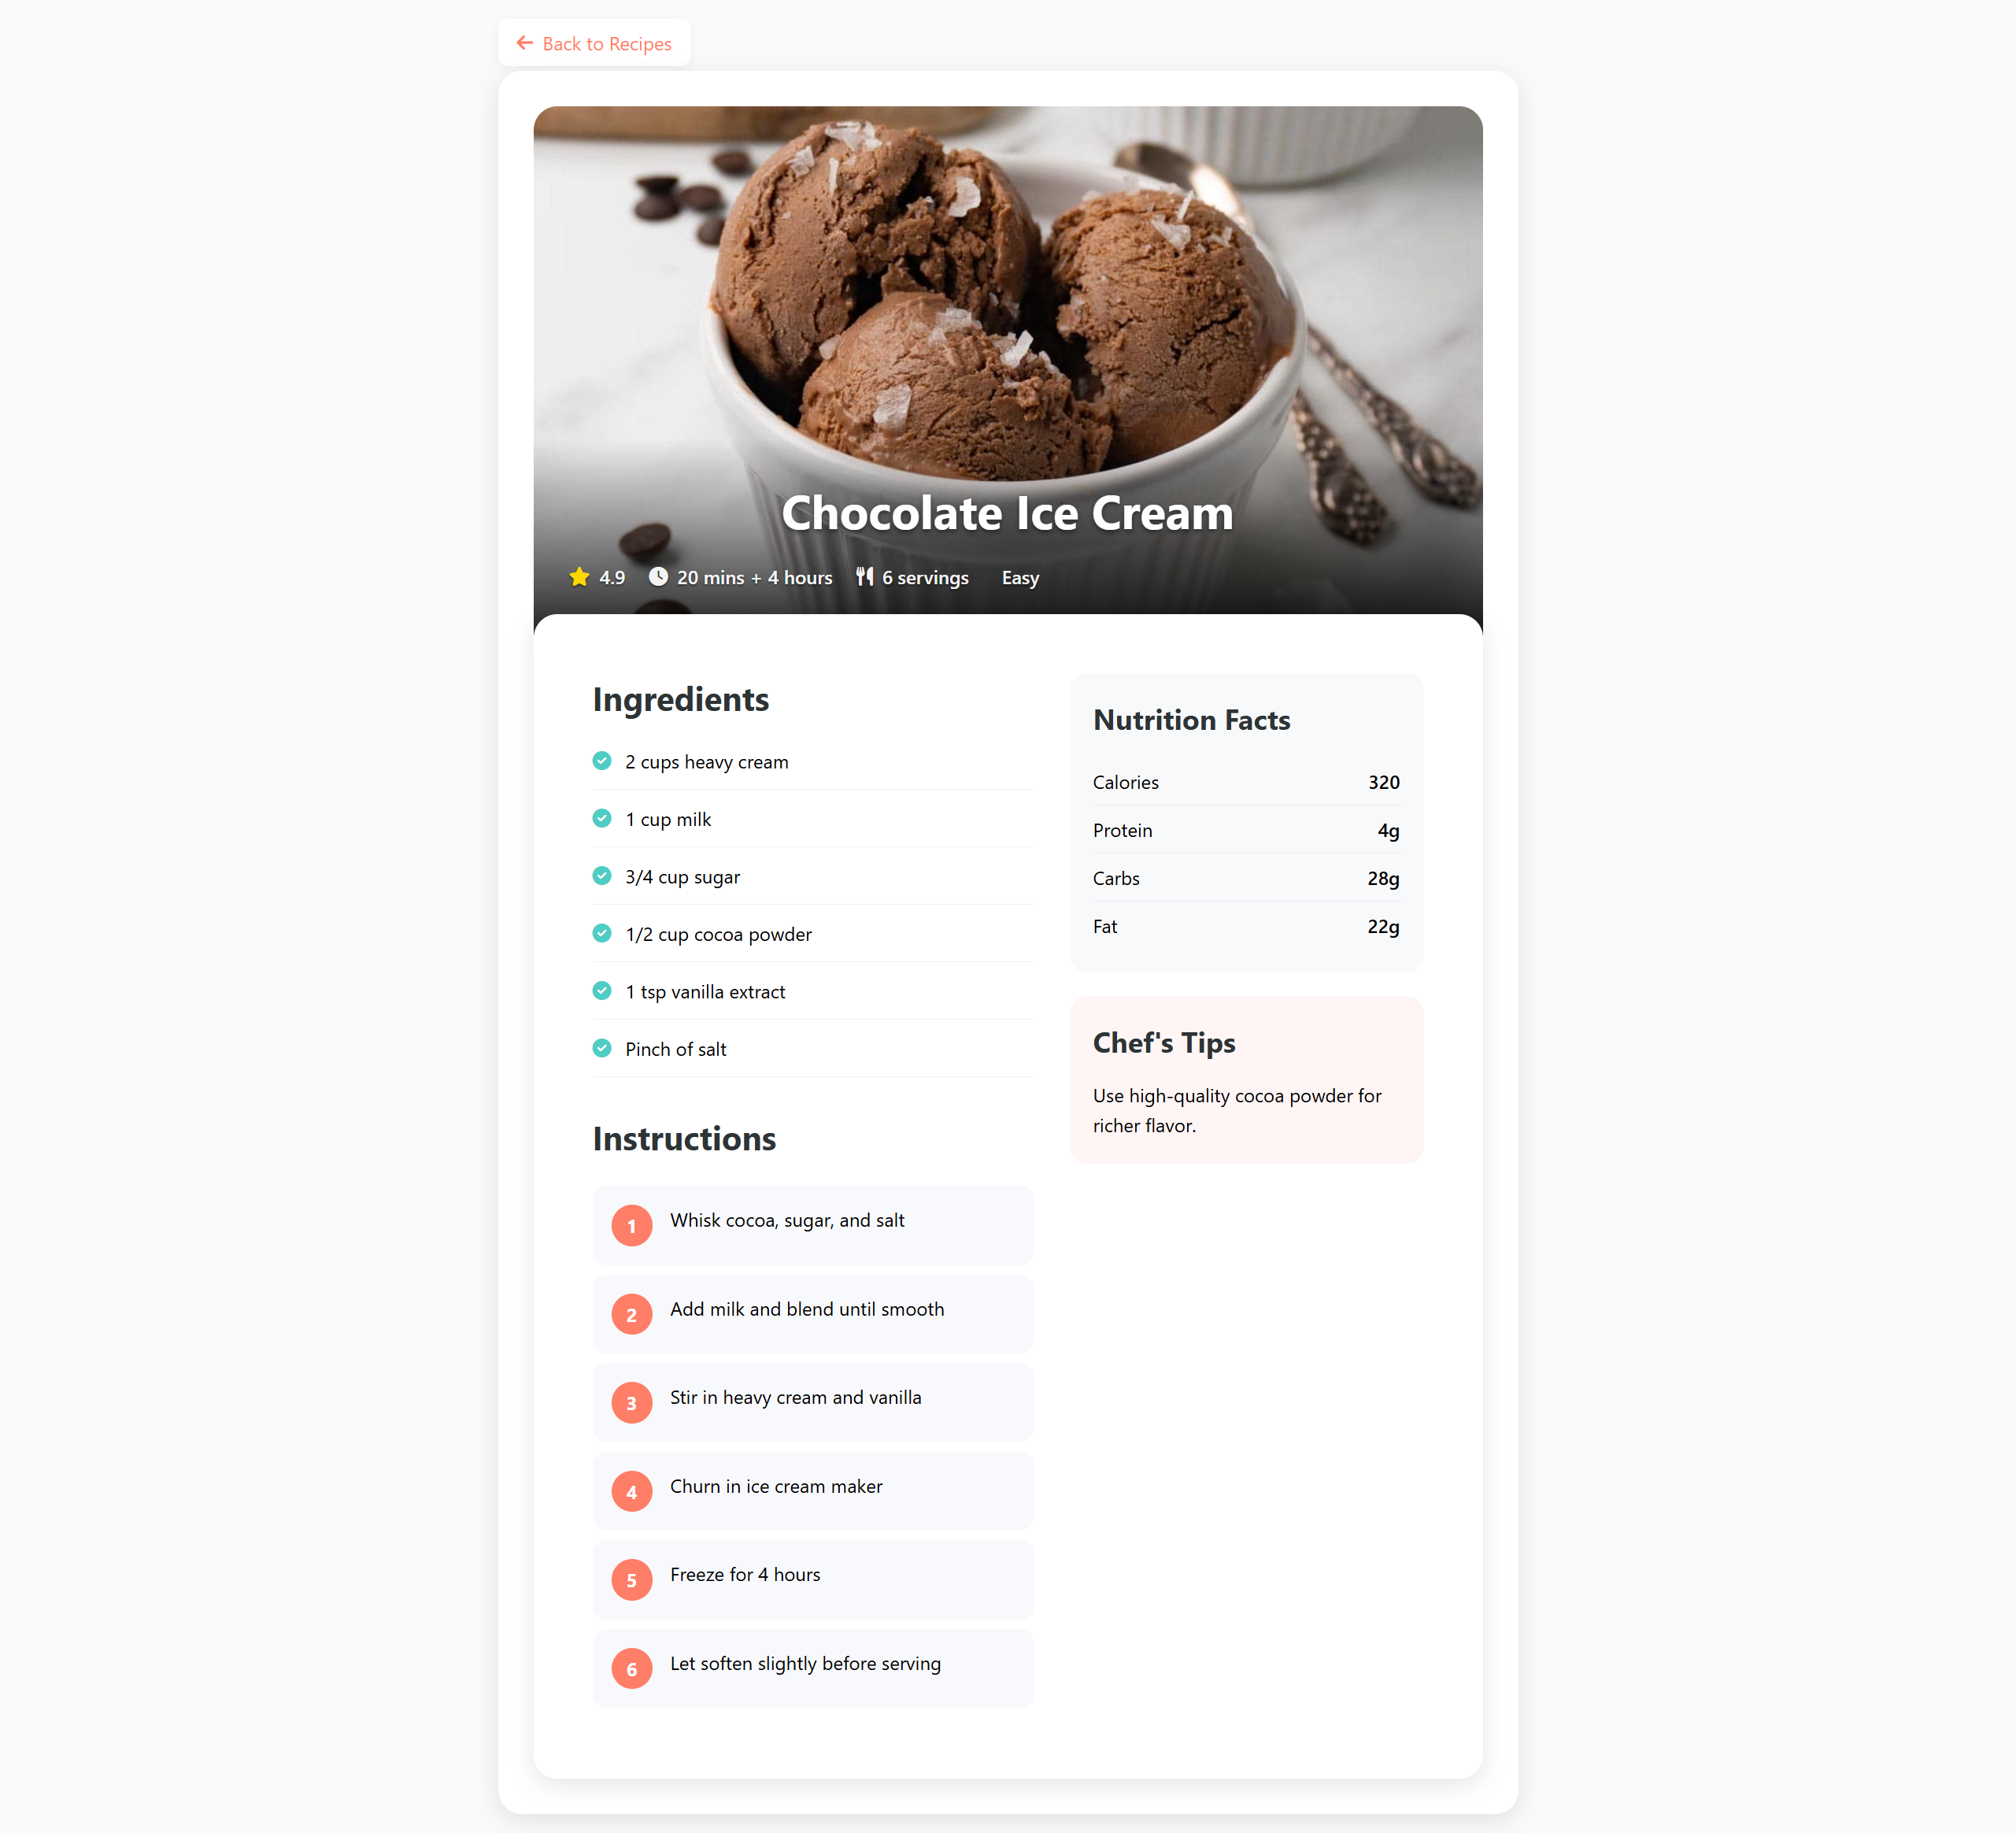 Back to Recipes
Chocolate Ice Cream
4.9 20 mins + 4 hours 6 servings Easy
Ingredients
2 cups heavy cream
1 cup milk
3/4 cup sugar
1/2 cup cocoa powder
1 tsp vanilla extract
Pinch of salt
Instructions
1 Whisk cocoa, sugar, and salt
2 Add milk and blend until smooth
3 Stir in heavy cream and vanilla
4 Churn in ice cream maker
5 Freeze for 4 hours
6 Let soften slightly before serving
Nutrition Facts
Calories 320
Protein 4g
Carbs 28g
Fat 22g
Chef's Tips
Use high-quality cocoa powder for
richer flavor.